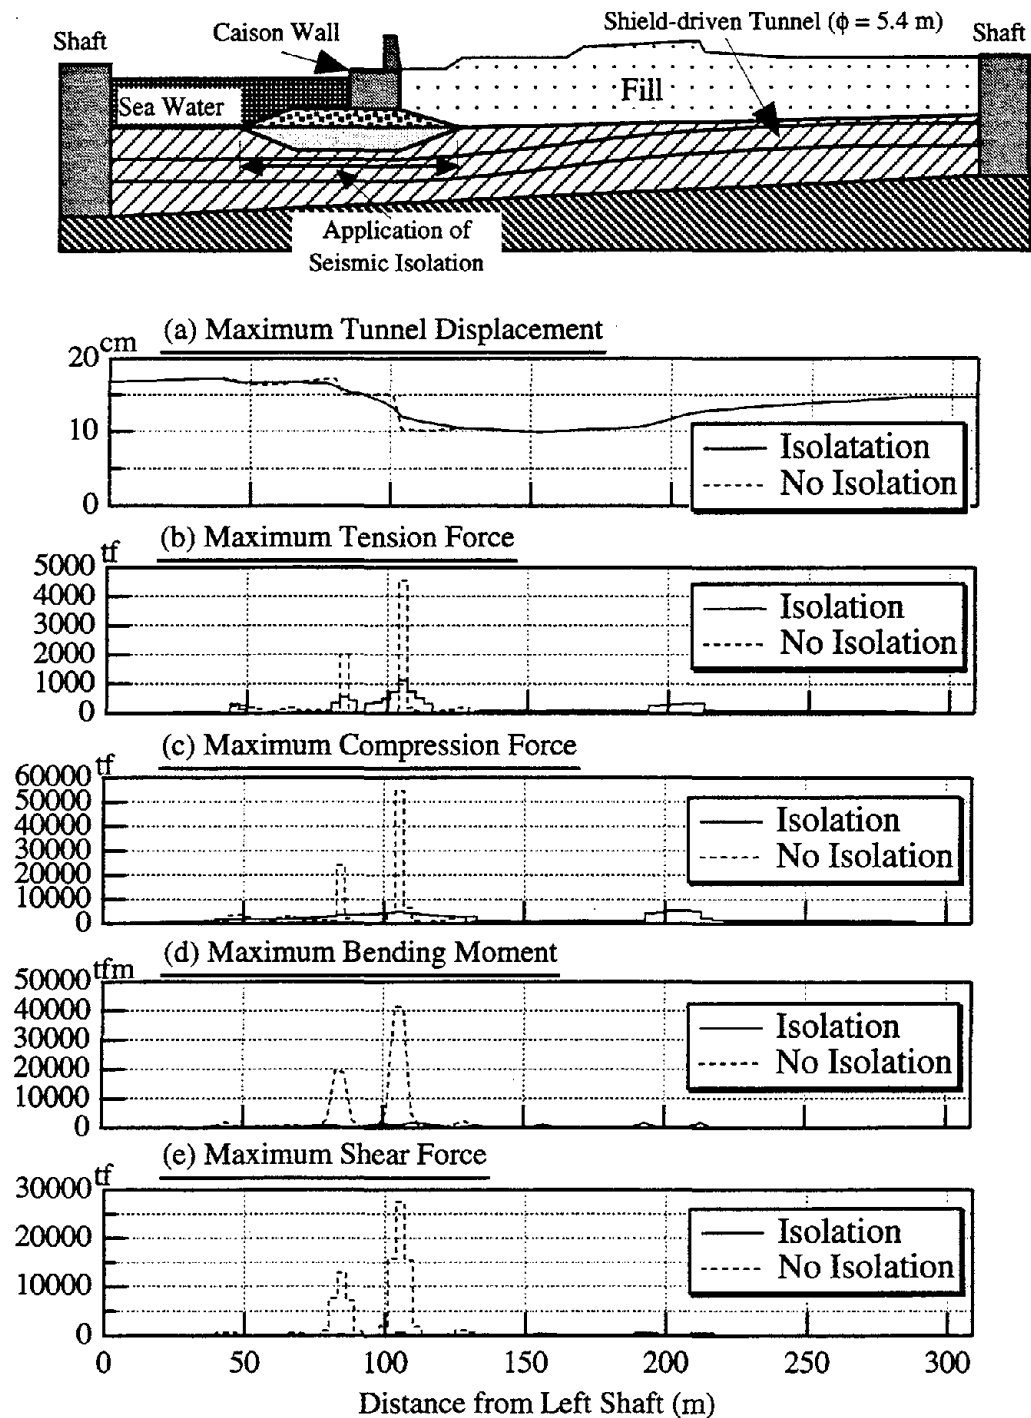 Shaft
Caison Wall
Shield-driven Tunnel (ϕ = 5.4 m)
Shaft
Sea Water
Fill
Application of
Seismic Isolation
(a) Maximum Tunnel Displacement
cm
20
10
0
Isolatation
No Isolation
(b) Maximum Tension Force
tf
5000
4000
3000
2000
1000
0
Isolation
No Isolation
(c) Maximum Compression Force
tf
60000
50000
40000
30000
20000
10000
0
Isolation
No Isolation
(d) Maximum Bending Moment
tfm
50000
40000
30000
20000
10000
0
Isolation
No Isolation
(e) Maximum Shear Force
tf
30000
25000
20000
10000
0
Isolation
No Isolation
0 50 100 150 200 250 300
Distance from Left Shaft (m)